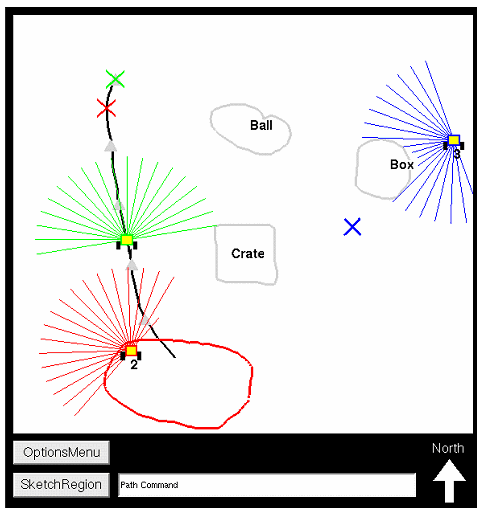 Ball
Box
3
Crate
2
OptionsMenu
North
SketchRegion
Path Command